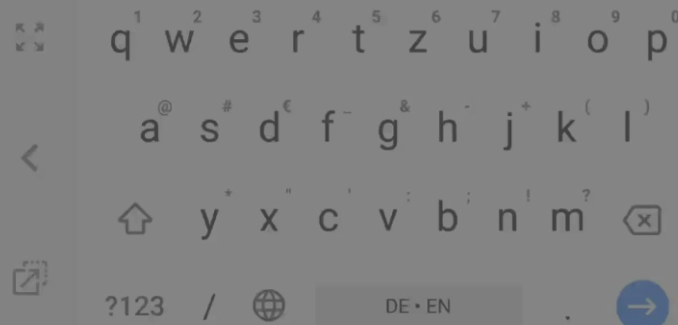 1 2 3 4 5 6 7 8 9 0
q w e r t z u i o p
@ # € _ & - + ( )
a s d f g h j k l
* " ' : ; ! ?
y x c v b n m
?123 / DE • EN .